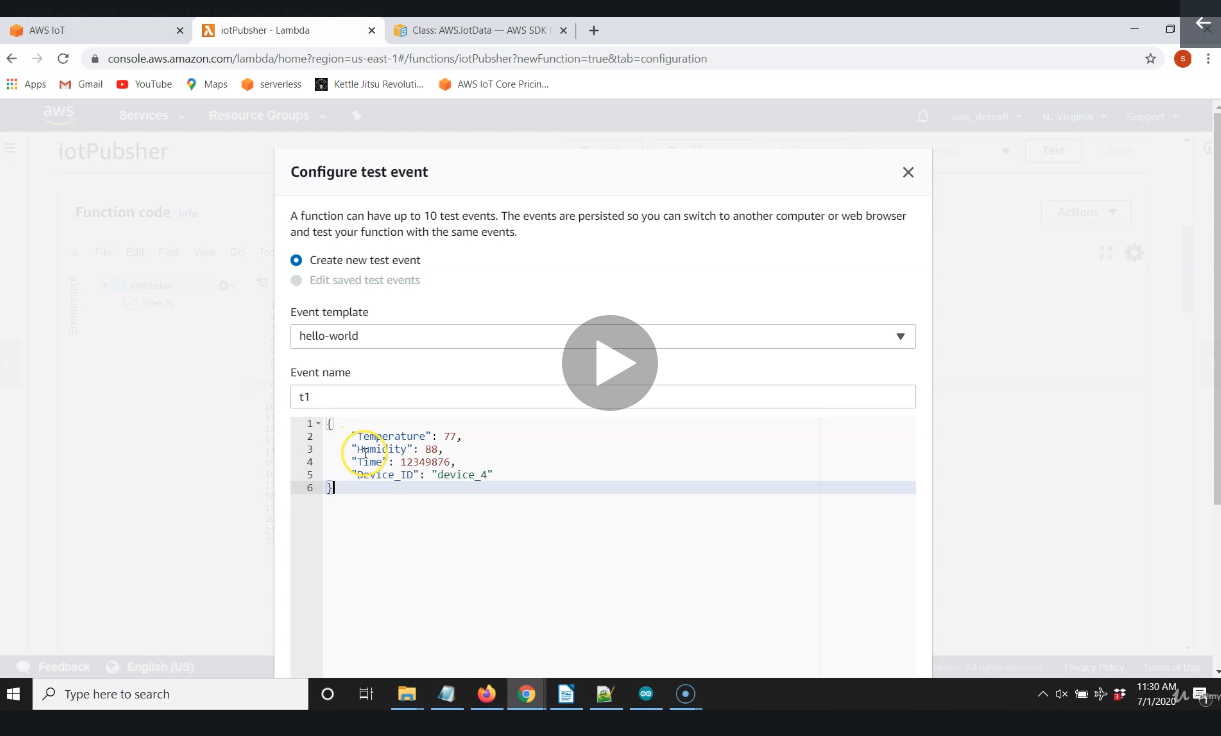 AWS IoT
iotPubsher - Lambda
Class: AWS.IotData — AWS SDK f
console.aws.amazon.com/lambda/home?region=us-east-1#/functions/iotPubsher?newFunction=true&tab=configuration
S
Apps
Gmail
YouTube
Maps
serverless
Kettle Jitsu Revoluti...
AWS IoT Core Pricin...
aws
Services
Resource Groups
aws_detox8
N. Virginia
Support
iotPubsher
Test
Configure test event
Function code Info
Actions
A function can have up to 10 test events. The events are persisted so you can switch to another computer or web browser
and test your function with the same events.
File Edit Find View Go Too
Create new test event
Edit saved test events
Environment
iotPubsher
index.js
Event template
hello-world
Event name
t1
1 {
2 "Temperature": 77,
3 "Humidity": 88,
4 "Time": 12349876,
5 "Device_ID": "device_4"
6 }
Feedback
English (US)
All rights reserved.
Privacy Policy
Terms of Use
Type here to search
11:30 AM
7/1/2020